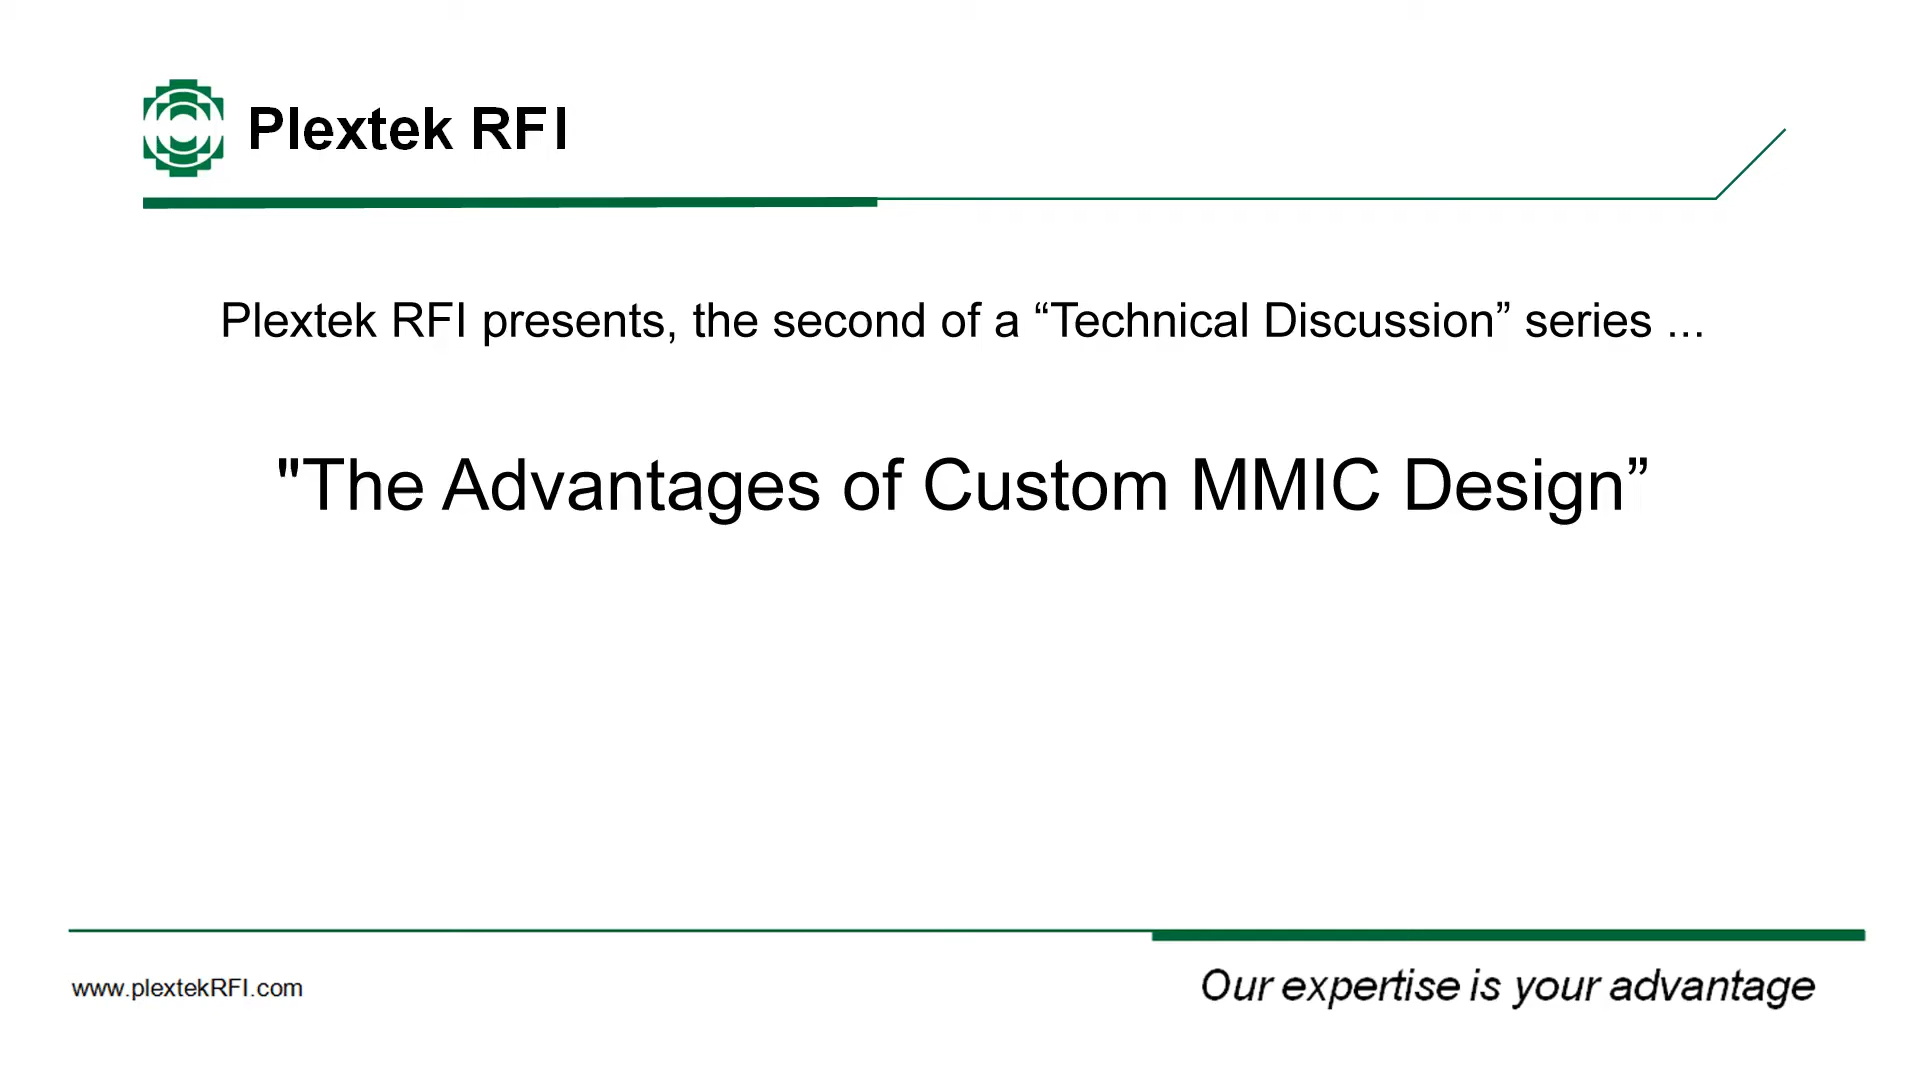 Plextek RFI
Plextek RFI presents, the second of a “Technical Discussion” series ...
"The Advantages of Custom MMIC Design”
www.plextekRFI.com
Our expertise is your advantage